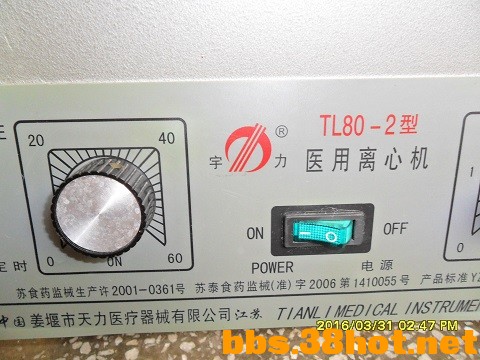 20 40
宇 ® 力
TL80-2型
医用离心机
ON OFF
定时 0 ON 60
POWER 电源
苏食药监械生产许2001-0361号 苏泰食药监械(准)字2006第1410055号 产品标准
中国姜堰市天力医疗器械有限公司江苏 TIANLI MEDICAL INSTRUMEN
2016/03/31 02:47 PM
bbs.38hot.net